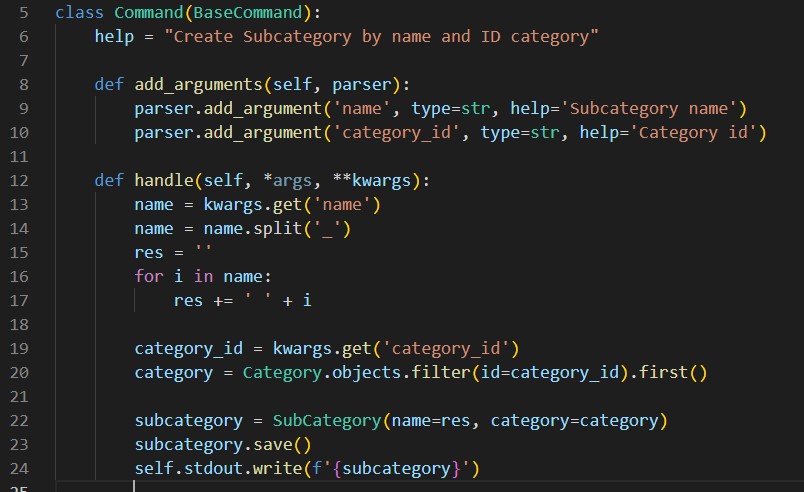 5 class Command(BaseCommand):
6     help = "Create Subcategory by name and ID category"
7
8     def add_arguments(self, parser):
9         parser.add_argument('name', type=str, help='Subcategory name')
10         parser.add_argument('category_id', type=str, help='Category id')
11
12     def handle(self, *args, **kwargs):
13         name = kwargs.get('name')
14         name = name.split('_')
15         res = ''
16         for i in name:
17             res += ' ' + i
18
19         category_id = kwargs.get('category_id')
20         category = Category.objects.filter(id=category_id).first()
21
22         subcategory = SubCategory(name=res, category=category)
23         subcategory.save()
24         self.stdout.write(f'{subcategory}')
25